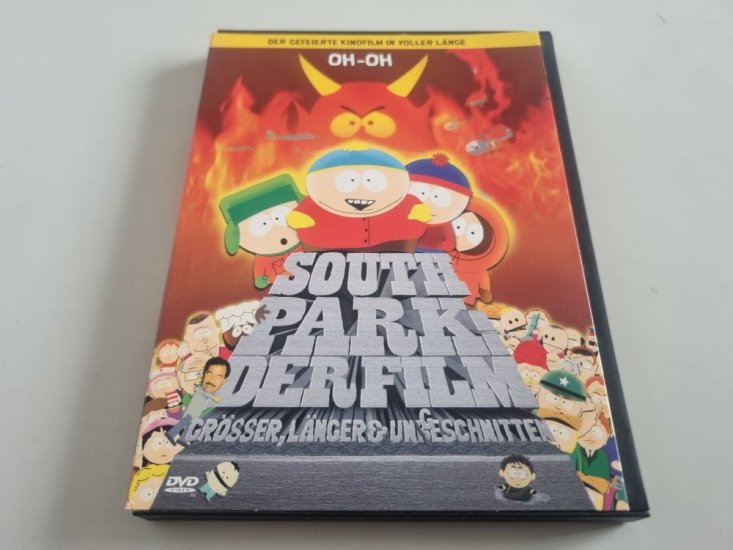 DER GEFEIERTE KINOFILM IN VOLLER LÄNGE
OH-OH
SOUTH
PARK:
DER FILM
GRÖSSER, LÄNGER & UNGESCHNITTEN
DVD
VIDEO